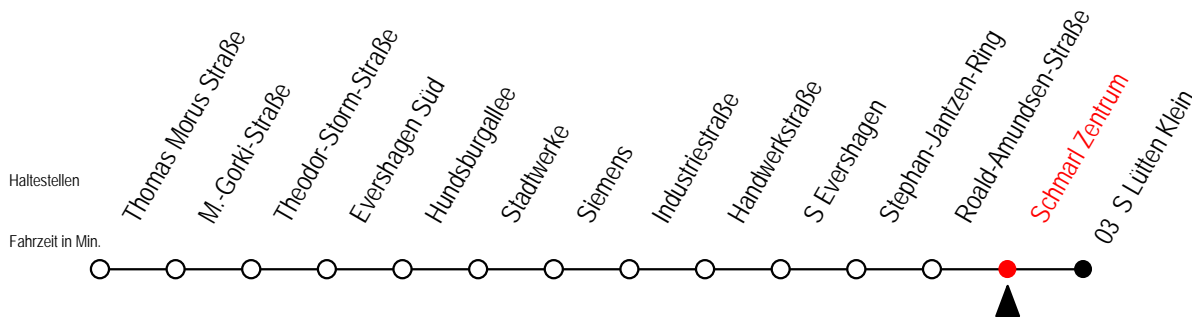 Haltestellen
Thomas Morus Straße
M.-Gorki-Straße
Theodor-Storm-Straße
Evershagen Süd
Hundsburgallee
Stadtwerke
Siemens
Industriestraße
Handwerkstraße
S Evershagen
Stephan-Jantzen-Ring
Roald-Amundsen-Straße
Schmarl Zentrum
03 S Lütten Klein
Fahrzeit in Min.